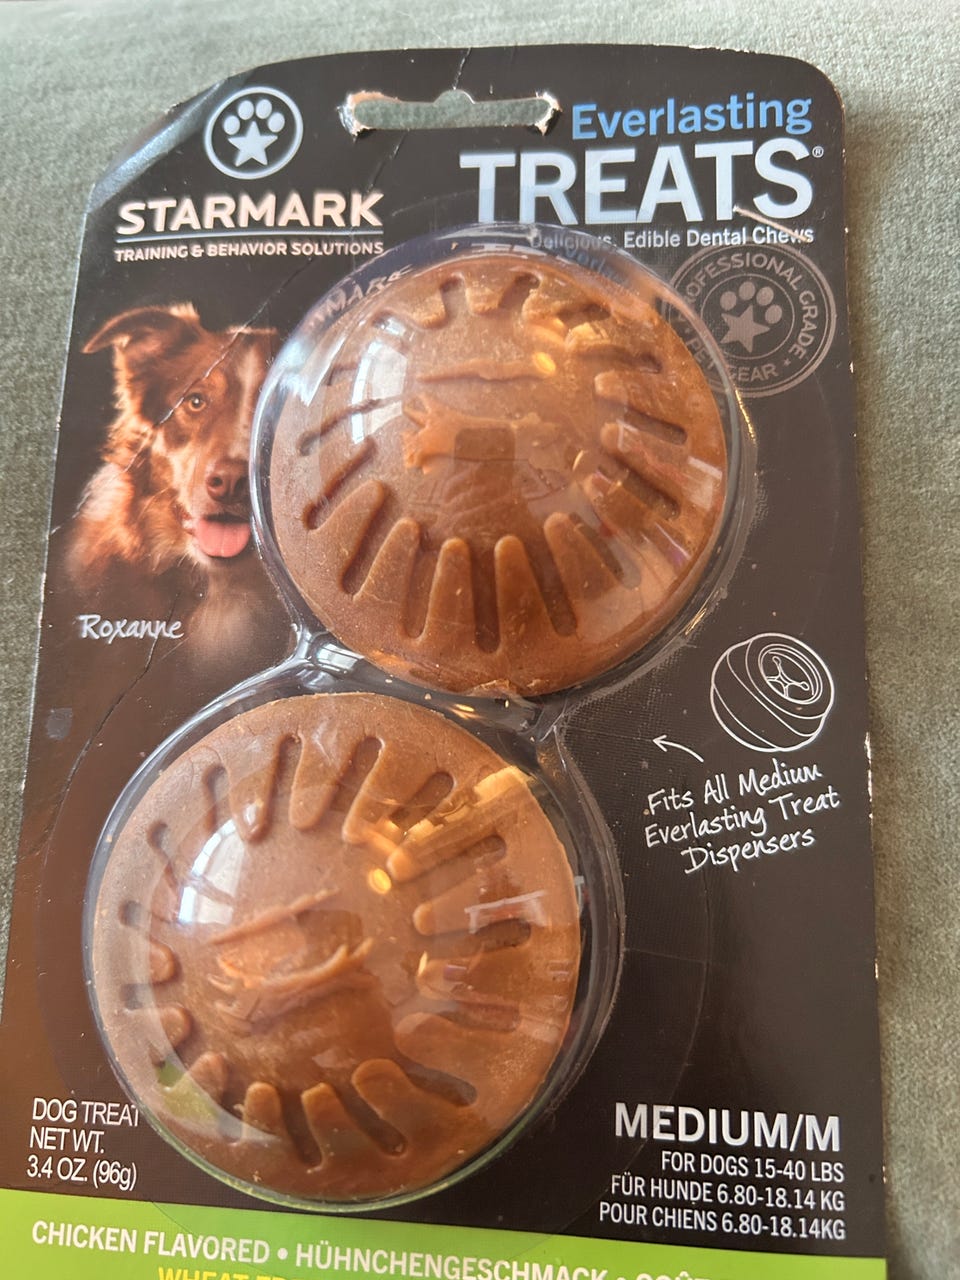 STARMARK
TRAINING & BEHAVIOR SOLUTIONS
Everlasting
TREATS®
Delicious, Edible Dental Chews
PROFESSIONAL GRADE
PET GEAR
Roxanne
Fits All Medium
Everlasting Treat
Dispensers
DOG TREAT
NET WT.
3.4 OZ. (96g)
MEDIUM/M
FOR DOGS 15-40 LBS
FÜR HUNDE 6.80-18.14 KG
POUR CHIENS 6.80-18.14KG
CHICKEN FLAVORED • HÜHNCHENGESCHMACK •
WHEAT